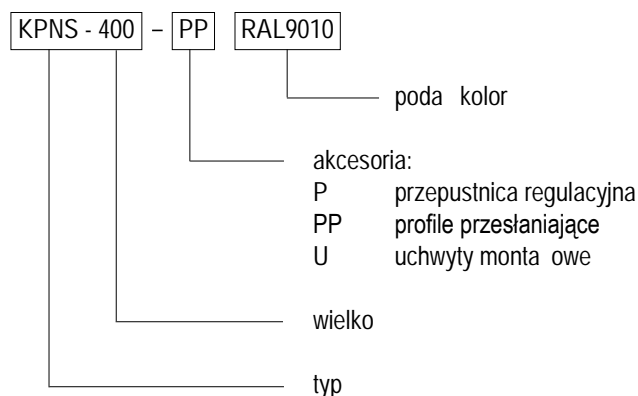 KPNS - 400 – PP RAL9010
poda kolor
akcesoria:
P przepustnica regulacyjna
PP profile przesłaniające
U uchwyty monta owe
wielko
typ